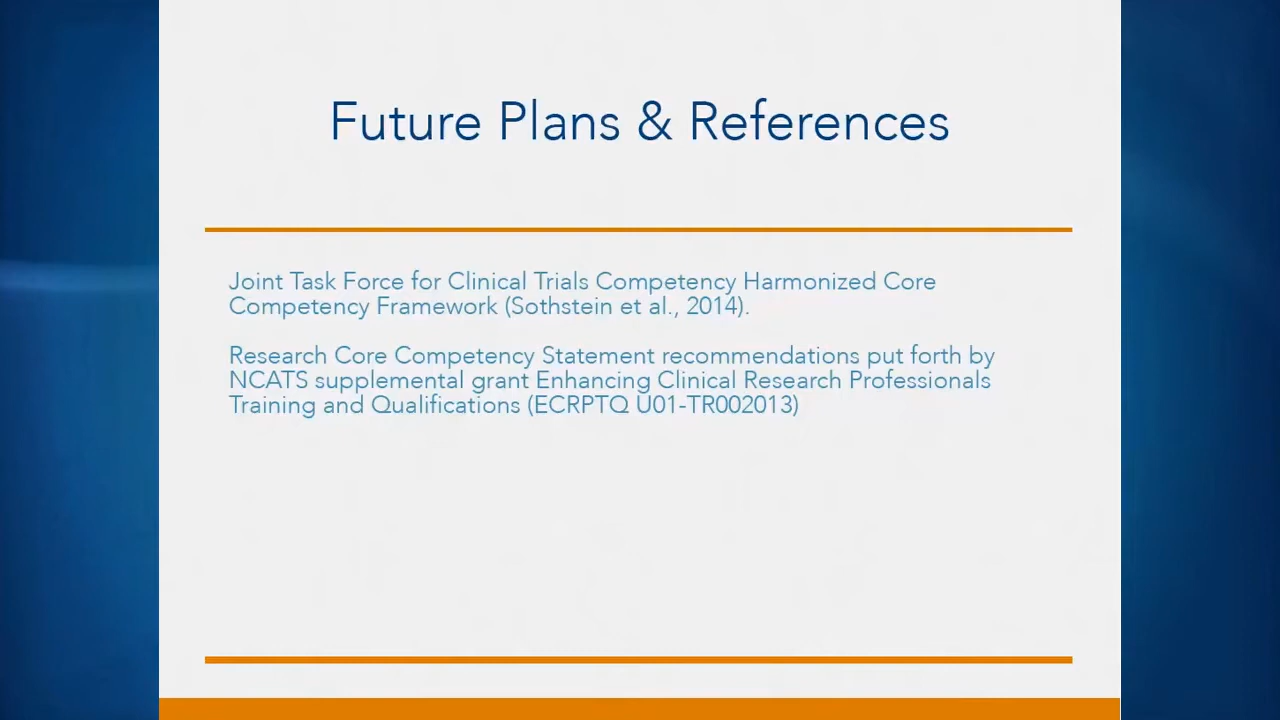 Future Plans & References
Joint Task Force for Clinical Trials Competency Harmonized Core
Competency Framework (Sothstein et al., 2014).
Research Core Competency Statement recommendations put forth by
NCATS supplemental grant Enhancing Clinical Research Professionals
Training and Qualifications (ECRPTQ U01-TR002013)